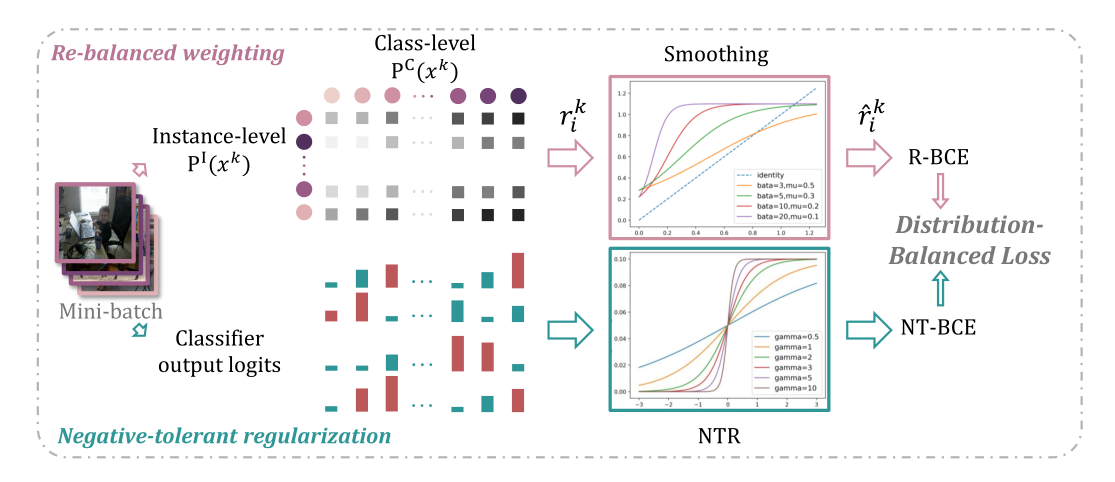 Re-balanced weighting
Class-level
P^C(x^k)
Instance-level
P^I(x^k)
Mini-batch
Classifier
output logits
Negative-tolerant regularization
r_i^k
Smoothing
1.2
1.0
0.8
0.6
0.4
0.2
0.0
identity
bata=3,mu=0.5
bata=5,mu=0.3
bata=10,mu=0.2
bata=20,mu=0.1
0.0 0.2 0.4 0.6 0.8 1.0 1.2
0.10
0.08
0.06
0.04
0.02
0.00
gamma=0.5
gamma=1
gamma=2
gamma=3
gamma=5
gamma=10
−3 −2 −1 0 1 2 3
NTR
r̂_i^k
R-BCE
Distribution-
Balanced Loss
NT-BCE